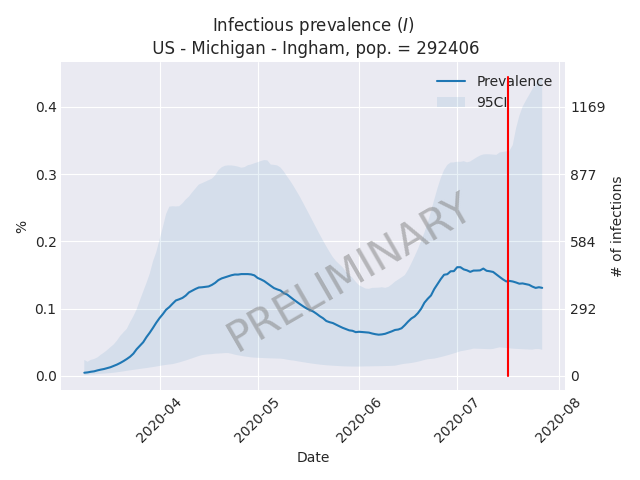 Infectious prevalence (I)
US - Michigan - Ingham, pop. = 292406
Prevalence
95CI
0.4
0.3
0.2
0.1
0.0
%
1169
877
584
292
0
# of infections
PRELIMINARY
2020-04
2020-05
2020-06
2020-07
2020-08
Date